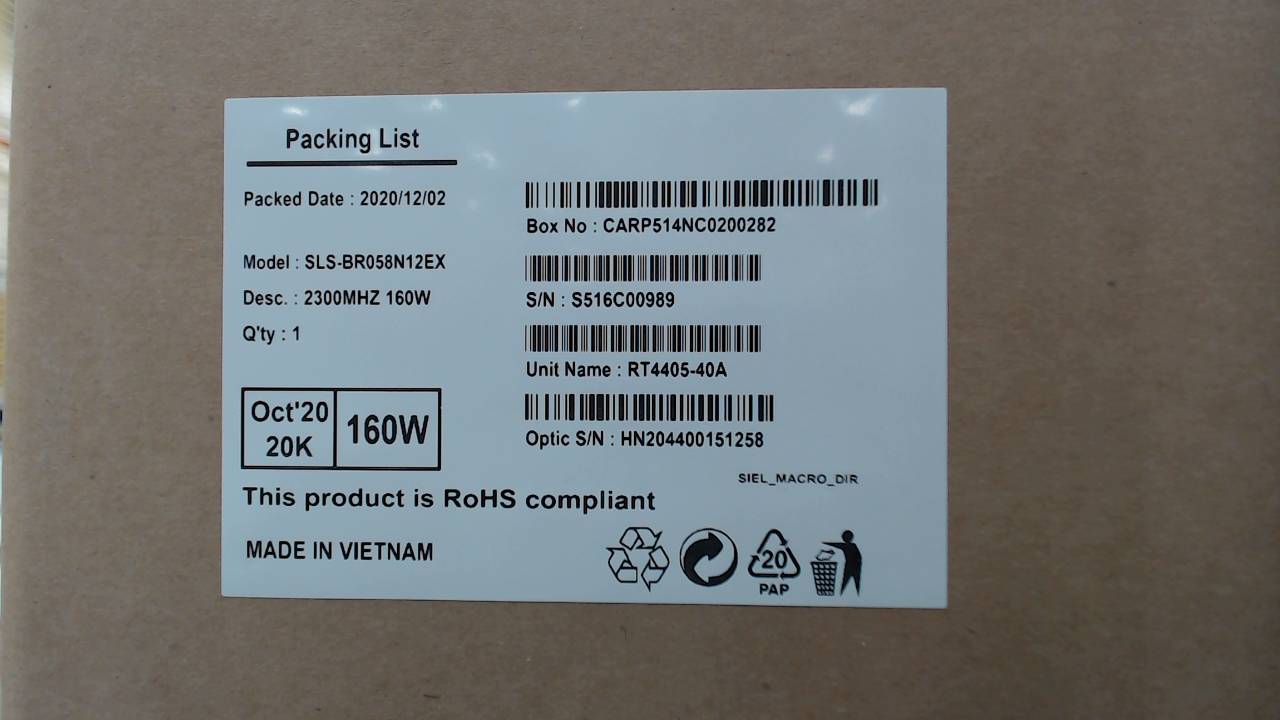 Packing List
Packed Date : 2020/12/02
Model : SLS-BR058N12EX
Desc. : 2300MHZ 160W
Q'ty : 1
Box No : CARP514NC0200282
S/N : S516C00989
Unit Name : RT4405-40A
Optic S/N : HN204400151258
Oct'20
20K
160W
SIEL_MACRO_DIR
This product is RoHS compliant
MADE IN VIETNAM
20
PAP